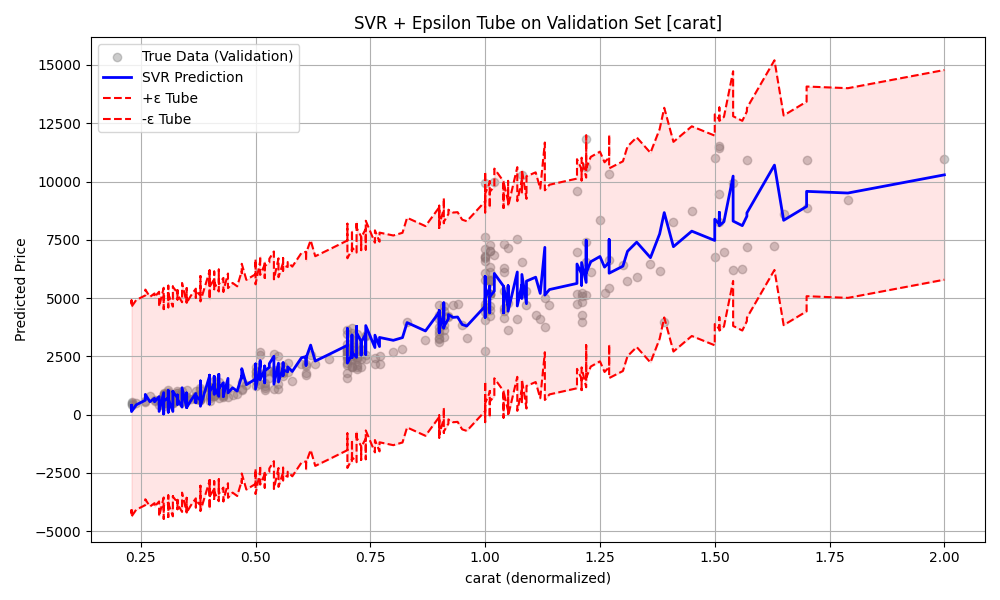 SVR + Epsilon Tube on Validation Set [carat]
True Data (Validation)
SVR Prediction
+ε Tube
-ε Tube
Predicted Price
15000
12500
10000
7500
5000
2500
0
−2500
−5000
0.25
0.50
0.75
1.00
1.25
1.50
1.75
2.00
carat (denormalized)